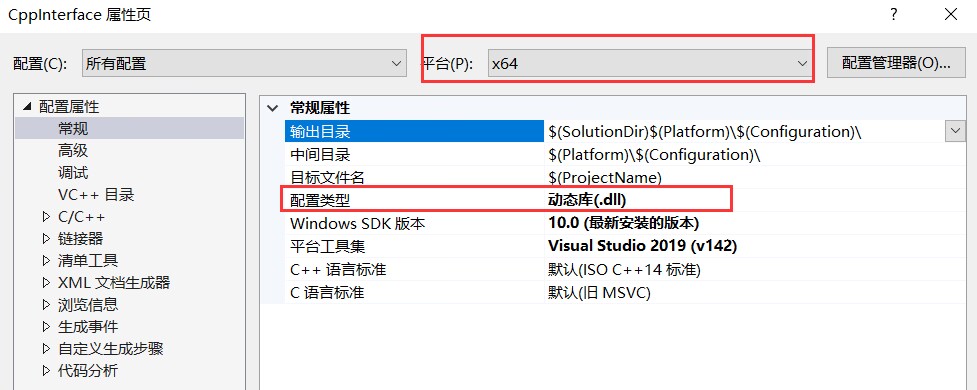 CppInterface 属性页 ?
配置(C): 所有配置 平台(P): x64 配置管理器(O)...
配置属性
常规
高级
调试
VC++ 目录
C/C++
链接器
清单工具
XML 文档生成器
浏览信息
生成事件
自定义生成步骤
代码分析
常规属性
输出目录 $(SolutionDir)$(Platform)\$(Configuration)\
中间目录 $(Platform)\$(Configuration)\
目标文件名 $(ProjectName)
配置类型 动态库(.dll)
Windows SDK 版本 10.0 (最新安装的版本)
平台工具集 Visual Studio 2019 (v142)
C++ 语言标准 默认(ISO C++14 标准)
C 语言标准 默认(旧 MSVC)